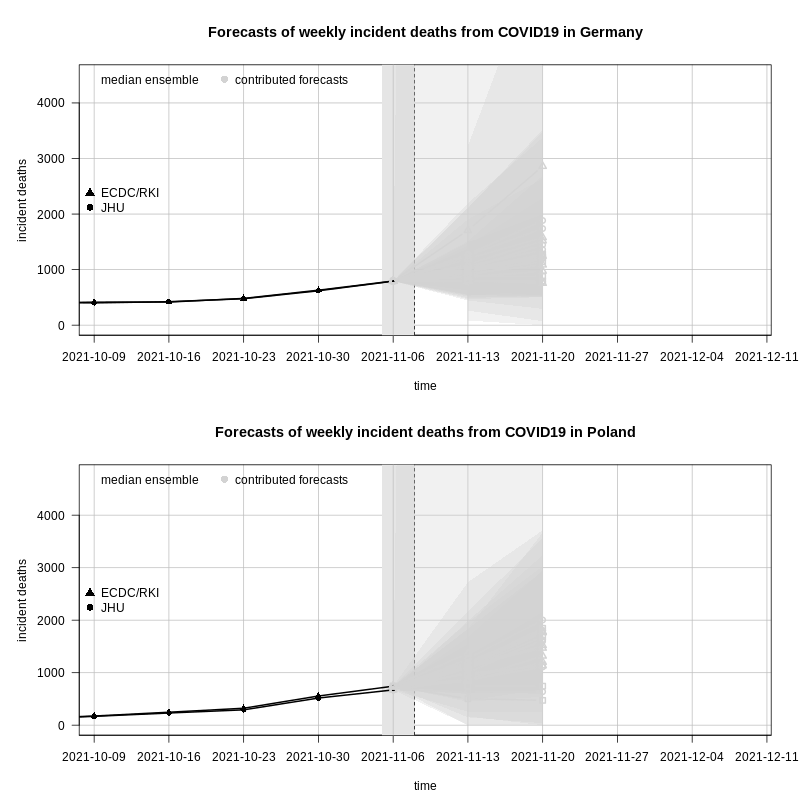 Forecasts of weekly incident deaths from COVID19 in Germany
median ensemble contributed forecasts
4000
3000
ECDC/RKI
JHU
2000
1000
0
incident deaths
2021-10-09 2021-10-16 2021-10-23 2021-10-30 2021-11-06 2021-11-13 2021-11-20 2021-11-27 2021-12-04 2021-12-11
time
Forecasts of weekly incident deaths from COVID19 in Poland
median ensemble contributed forecasts
4000
3000
ECDC/RKI
JHU
2000
1000
0
incident deaths
2021-10-09 2021-10-16 2021-10-23 2021-10-30 2021-11-06 2021-11-13 2021-11-20 2021-11-27 2021-12-04 2021-12-11
time